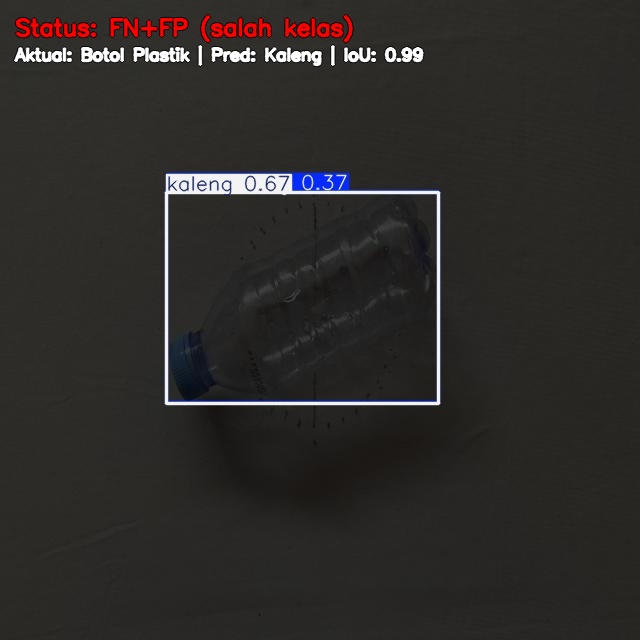 Status: FN+FP (salah kelas)
Aktual: Botol Plastik | Pred: Kaleng | IoU: 0.99
kaleng 0.67 0.37